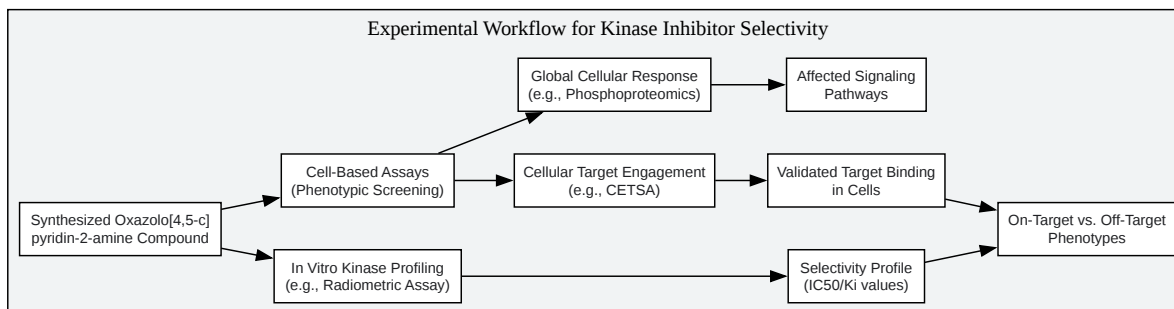 Experimental Workflow for Kinase Inhibitor Selectivity
Global Cellular Response
(e.g., Phosphoproteomics)
Affected Signaling
Pathways
Cell-Based Assays
(Phenotypic Screening)
Cellular Target Engagement
(e.g., CETSA)
Validated Target Binding
in Cells
Synthesized Oxazolo[4,5-c]
pyridin-2-amine Compound
On-Target vs. Off-Target
Phenotypes
In Vitro Kinase Profiling
(e.g., Radiometric Assay)
Selectivity Profile
(IC50/Ki values)